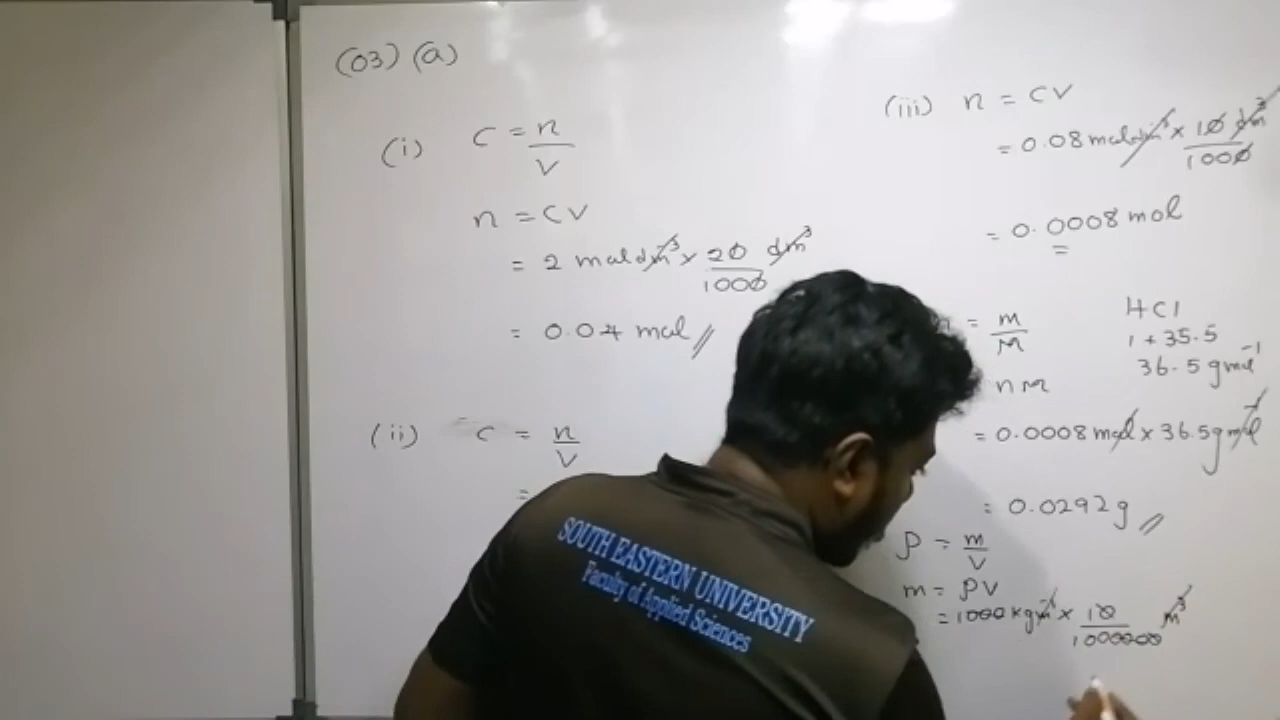 (03) (a)
(i) C = n/V
n = CV
= 2 mol dm⁻³ × 20/1000 dm³
= 0.04 mol //
(ii) C = n/V
=
(iii) n = CV
= 0.08 mol dm⁻³ × 10/1000 dm³
= 0.0008 mol
= m/M
nM
HCl
1 + 35.5
36.5 g mol⁻¹
= 0.0008 mol × 36.5 g mol⁻¹
= 0.0292 g //
ρ = m/V
m = ρV
= 1000 kg m⁻³ × 10/1000000 m³
SOUTH EASTERN UNIVERSITY
Faculty of Applied Sciences